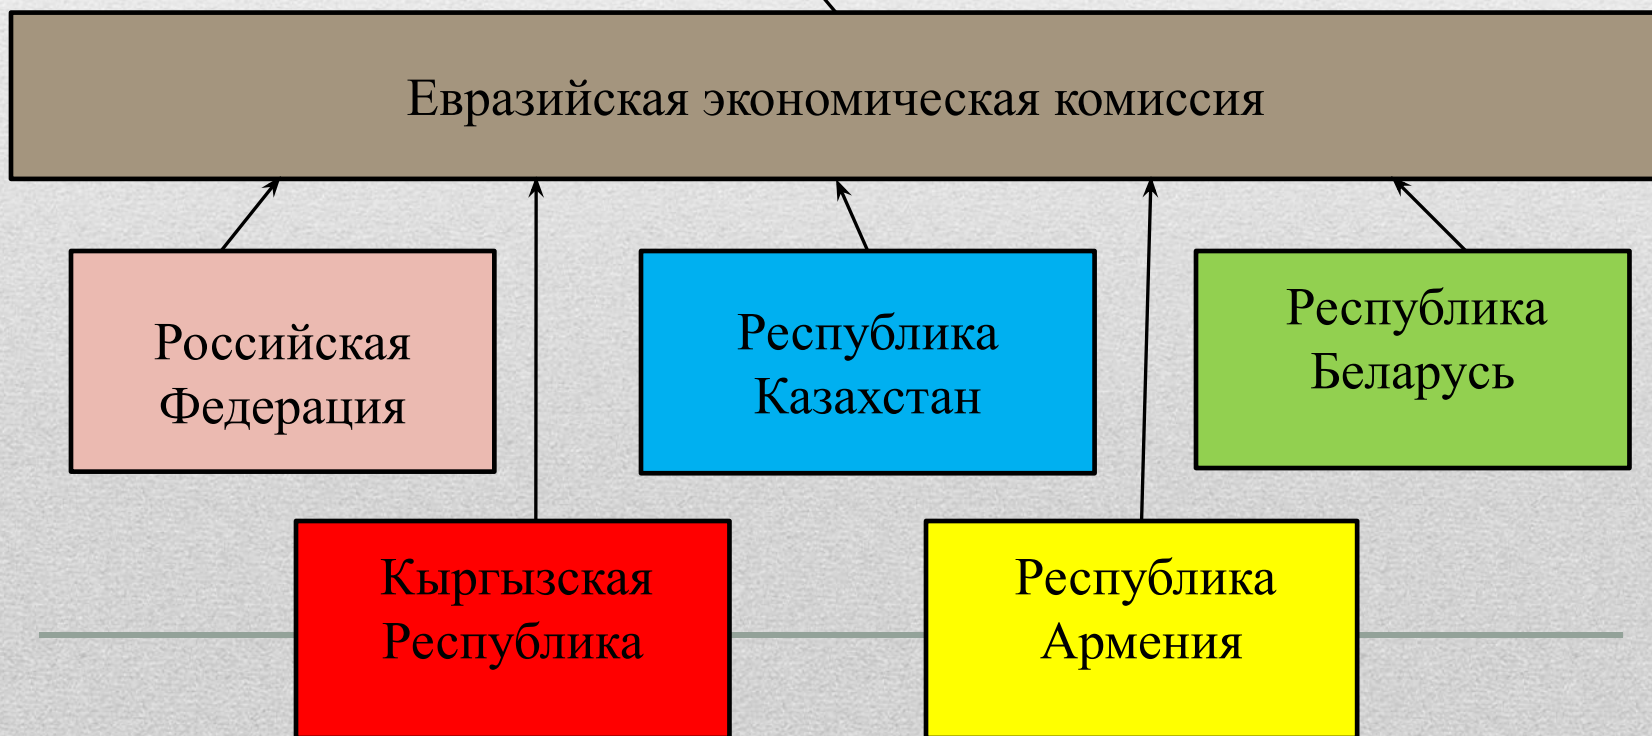 Евразийская экономическая комиссия
Российская
Федерация
Республика
Казахстан
Республика
Беларусь
Кыргызская
Республика
Республика
Армения